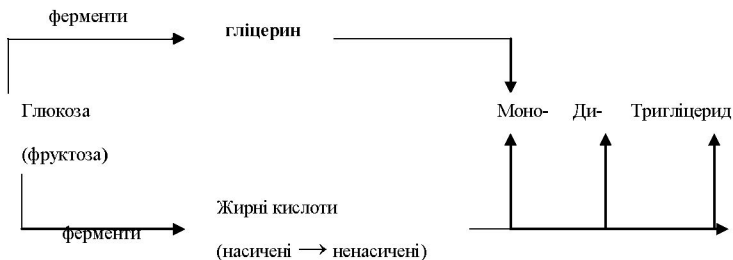 ферменти
гліцерин
Глюкоза
(фруктоза)
Моно- Ди- Тригліцерид
ферменти
Жирні кислоти
(насичені → ненасичені)